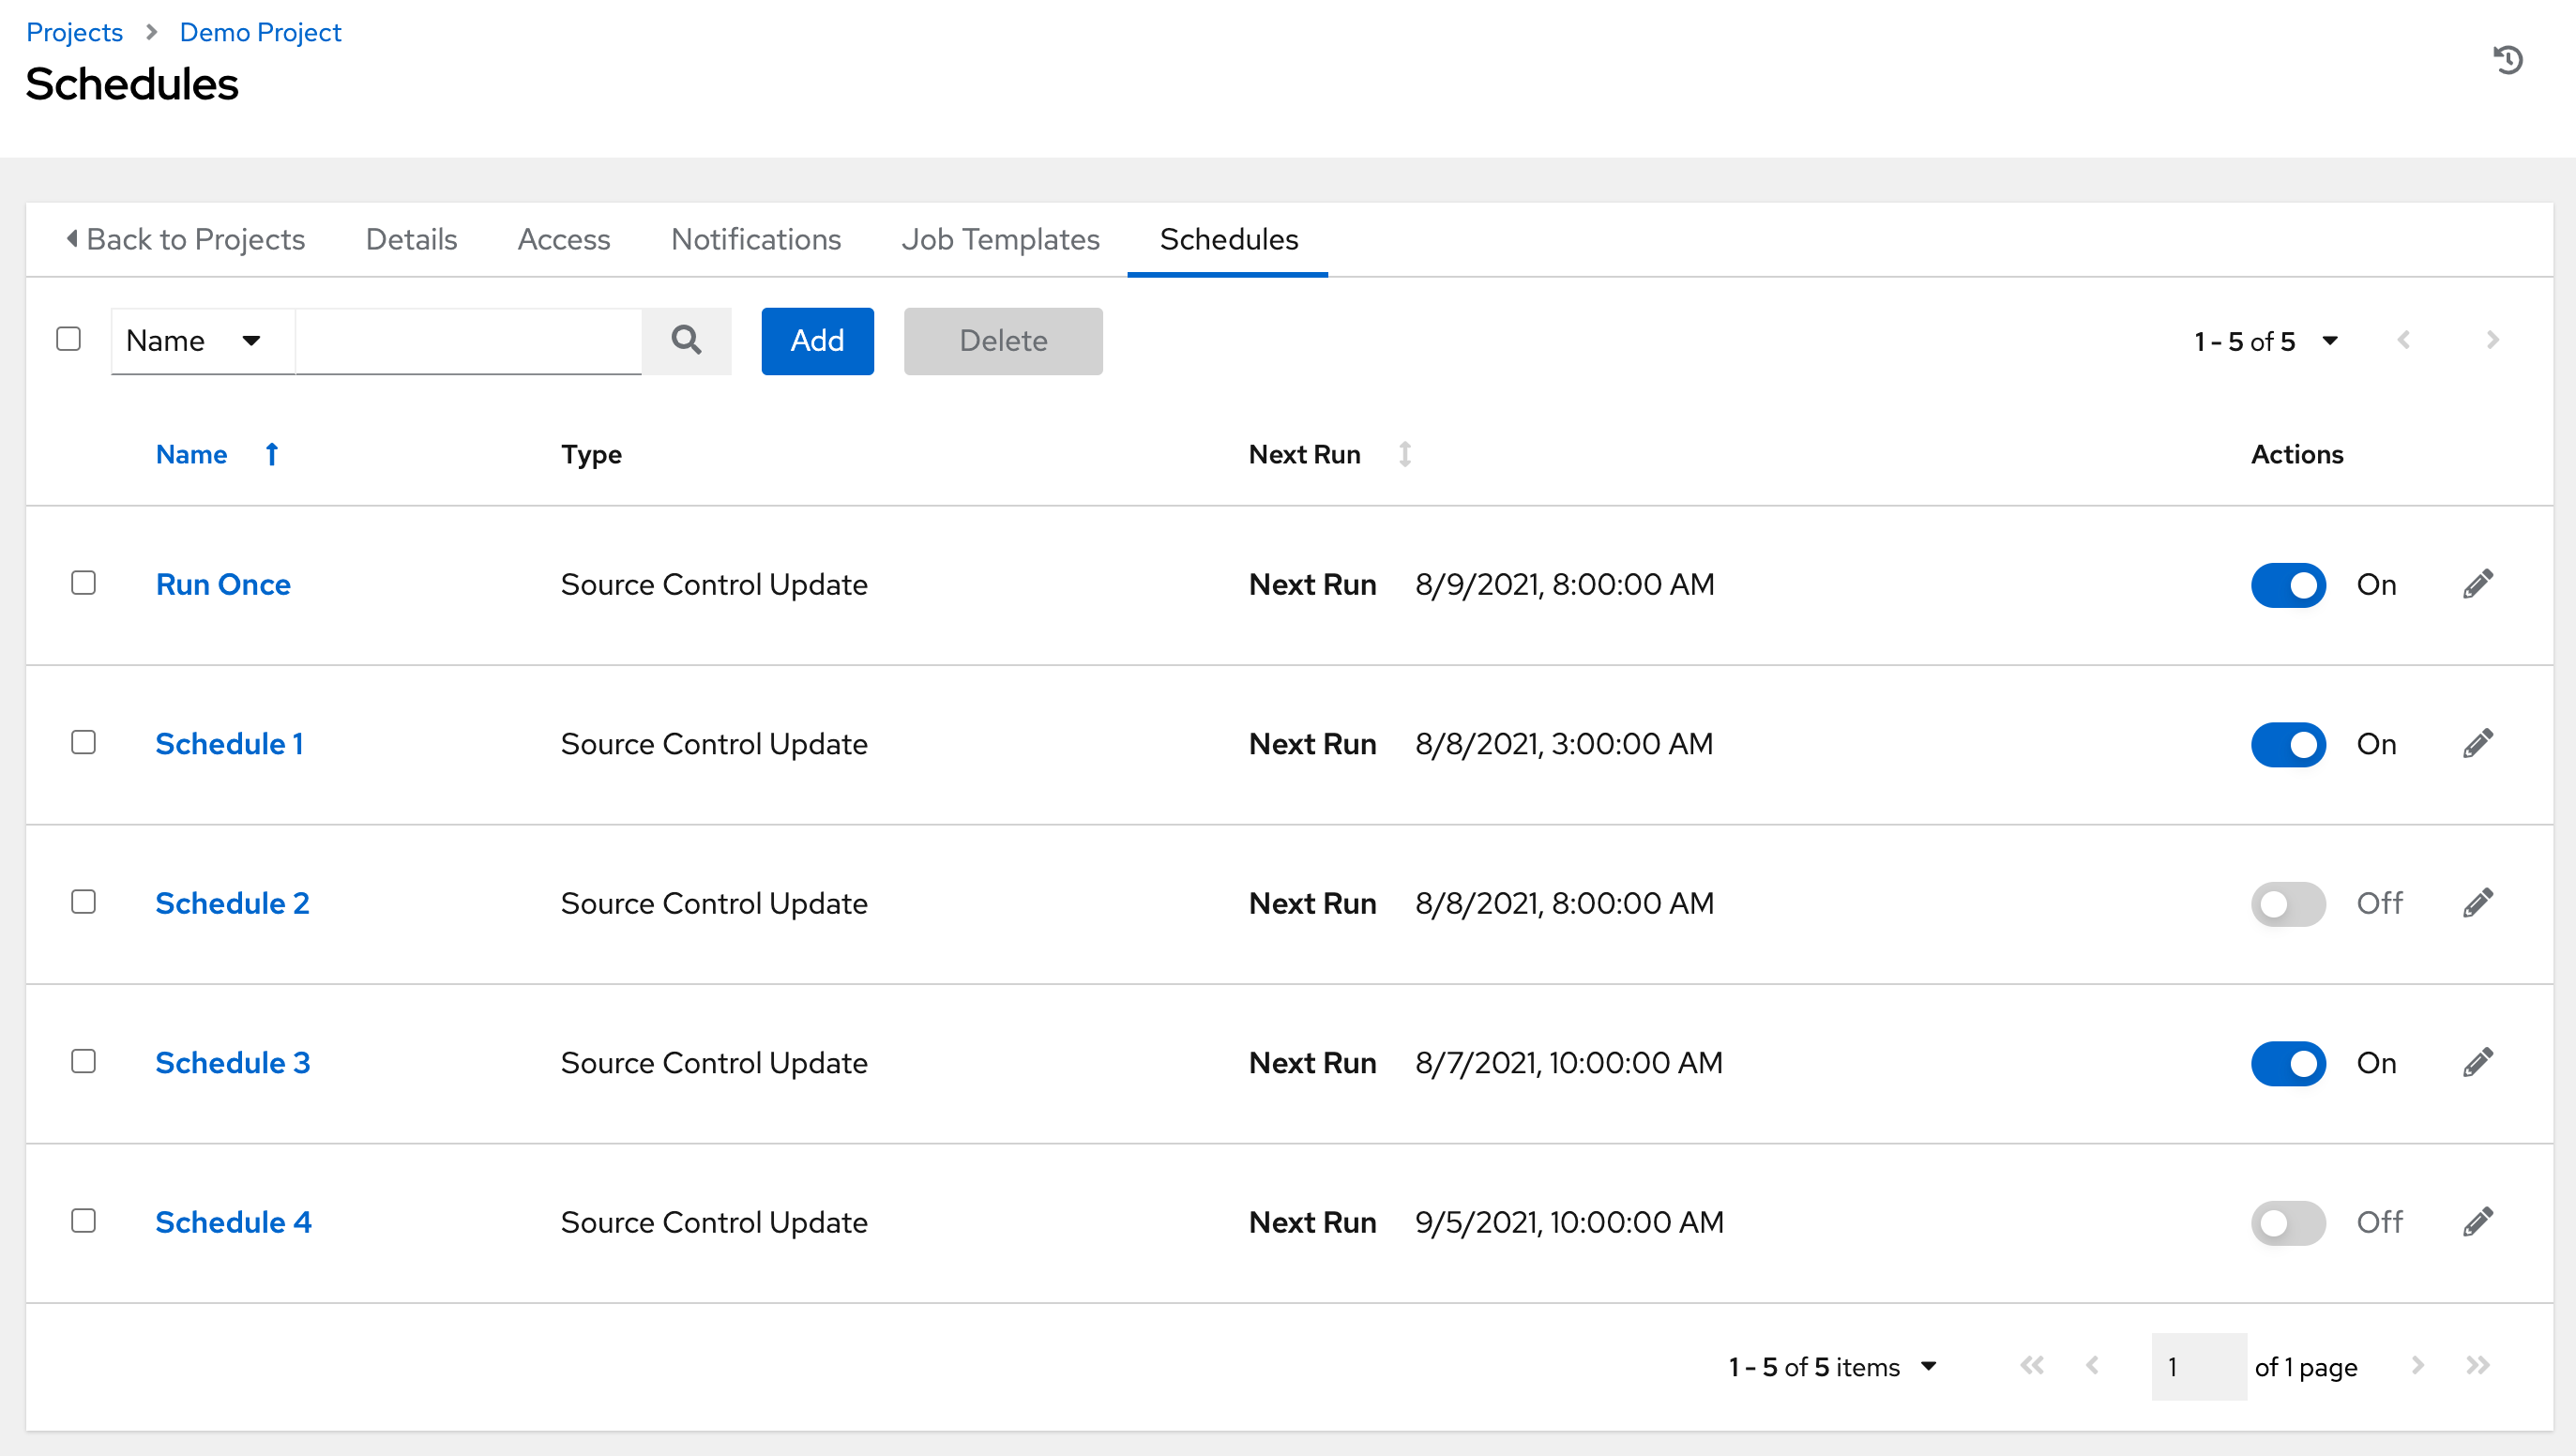 Projects > Demo Project
Schedules
Back to Projects Details Access Notifications Job Templates Schedules
Name Add Delete 1 - 5 of 5
Name Type Next Run Actions
Run Once Source Control Update Next Run 8/9/2021, 8:00:00 AM On
Schedule 1 Source Control Update Next Run 8/8/2021, 3:00:00 AM On
Schedule 2 Source Control Update Next Run 8/8/2021, 8:00:00 AM Off
Schedule 3 Source Control Update Next Run 8/7/2021, 10:00:00 AM On
Schedule 4 Source Control Update Next Run 9/5/2021, 10:00:00 AM Off
1 - 5 of 5 items 1 of 1 page